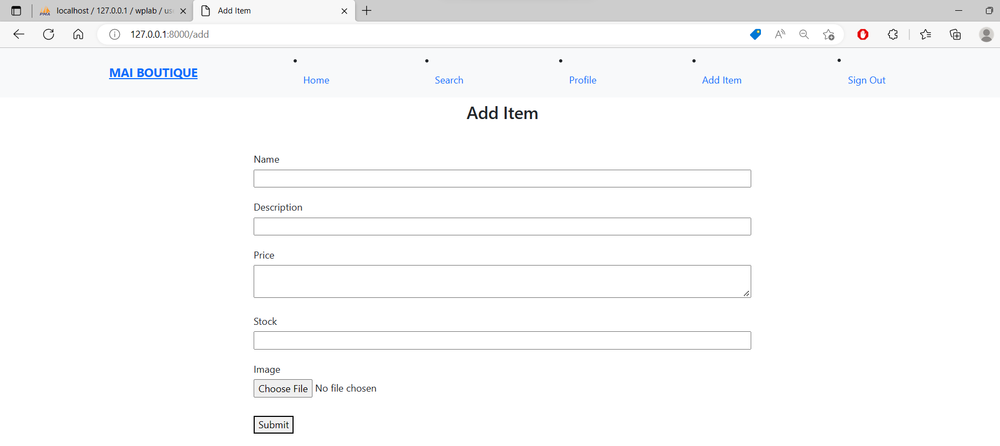 localhost / 127.0.0.1 / wplab / us
Add Item
127.0.0.1:8000/add
MAI BOUTIQUE
Home
Search
Profile
Add Item
Sign Out
Add Item
Name
Description
Price
Stock
Image
Choose File No file chosen
Submit